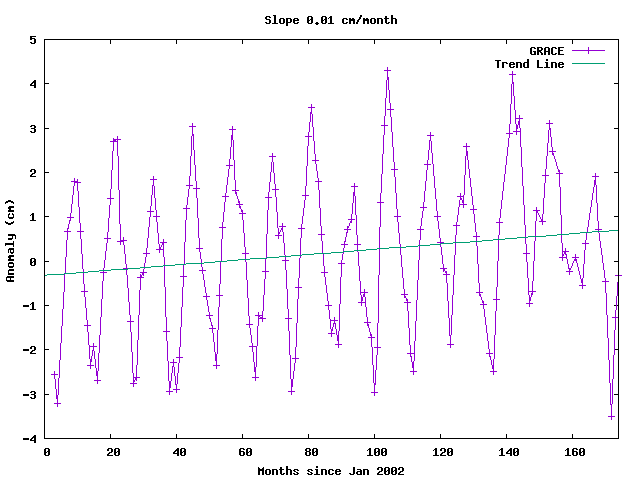 Slope 0.01 cm/month
GRACE
Trend Line
5
4
3
2
1
0
-1
-2
-3
-4
Anomaly (cm)
0 20 40 60 80 100 120 140 160
Months since Jan 2002